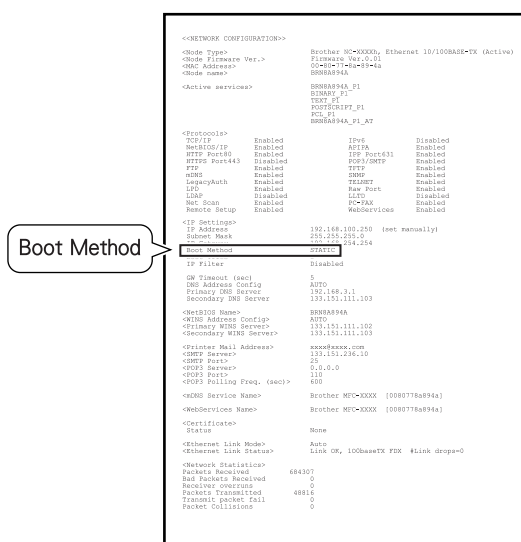 <<NETWORK CONFIGURATION>>
<Node Type> Brother NC-XXXXh, Ethernet 10/100BASE-TX (Active)
<Node Firmware Ver.> Firmware Ver.0.01
<MAC Address> 00-80-77-8a-89-4a
<Node name> BRN8A894A
<Active services> BRN8A894A_P1
BINARY_P1
TEXT_P1
POSTSCRIPT_P1
PCL_P1
BRN8A894A_P1_AT
<Protocols>
TCP/IP Enabled IPv6 Disabled
NetBIOS/IP Enabled APIPA Enabled
HTTP Port80 Enabled IPP Port631 Enabled
HTTPS Port443 Disabled POP3/SMTP Enabled
FTP Enabled TFTP Enabled
mDNS Enabled SNMP Enabled
LegacyAuth Enabled TELNET Enabled
LPD Enabled Raw Port Enabled
LDAP Disabled LLTD Disabled
Net Scan Enabled PC-FAX Enabled
Remote Setup Enabled WebServices Enabled
<IP Settings>
IP Address 192.168.100.250 (set manually)
Subnet Mask 255.255.255.0
254.254
Boot Method
Boot Method STATIC
IP Filter Disabled
GW Timeout (sec) 5
DNS Address Config AUTO
Primary DNS Server 192.168.3.1
Secondary DNS Server 133.151.111.103
<NetBIOS Name> BRN8A894A
<WINS Address Config> AUTO
<Primary WINS Server> 133.151.111.102
<Secondary WINS Server> 133.151.111.103
<Printer Mail Address> xxxx@xxxx.com
<SMTP Server> 133.151.236.10
<SMTP Port> 25
<POP3 Server> 0.0.0.0
<POP3 Port> 110
<POP3 Polling Freq. (sec)> 600
<mDNS Service Name> Brother MFC-XXXX [0080778a894a]
<WebServices Name> Brother MFC-XXXX [0080778a894a]
<Certificate>
Status None
<Ethernet Link Mode> Auto
<Ethernet Link Status> Link OK, 100baseTX FDX #Link drops=0
<Network Statistics>
Packets Received 684307
Bad Packets Received 0
Receiver overruns 0
Packets Transmitted 48816
Transmit packet fail 0
Packet Collisions 0